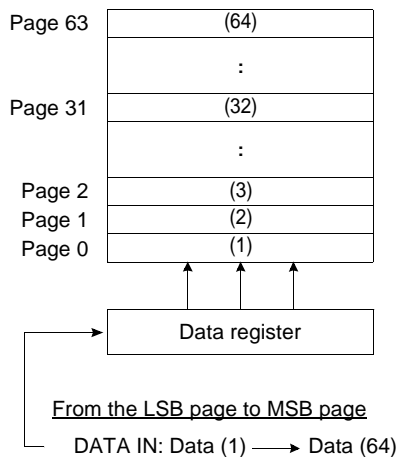 Page 63 (64)
:
Page 31 (32)
:
Page 2 (3)
Page 1 (2)
Page 0 (1)
Data register
From the LSB page to MSB page
DATA IN: Data (1) Data (64)